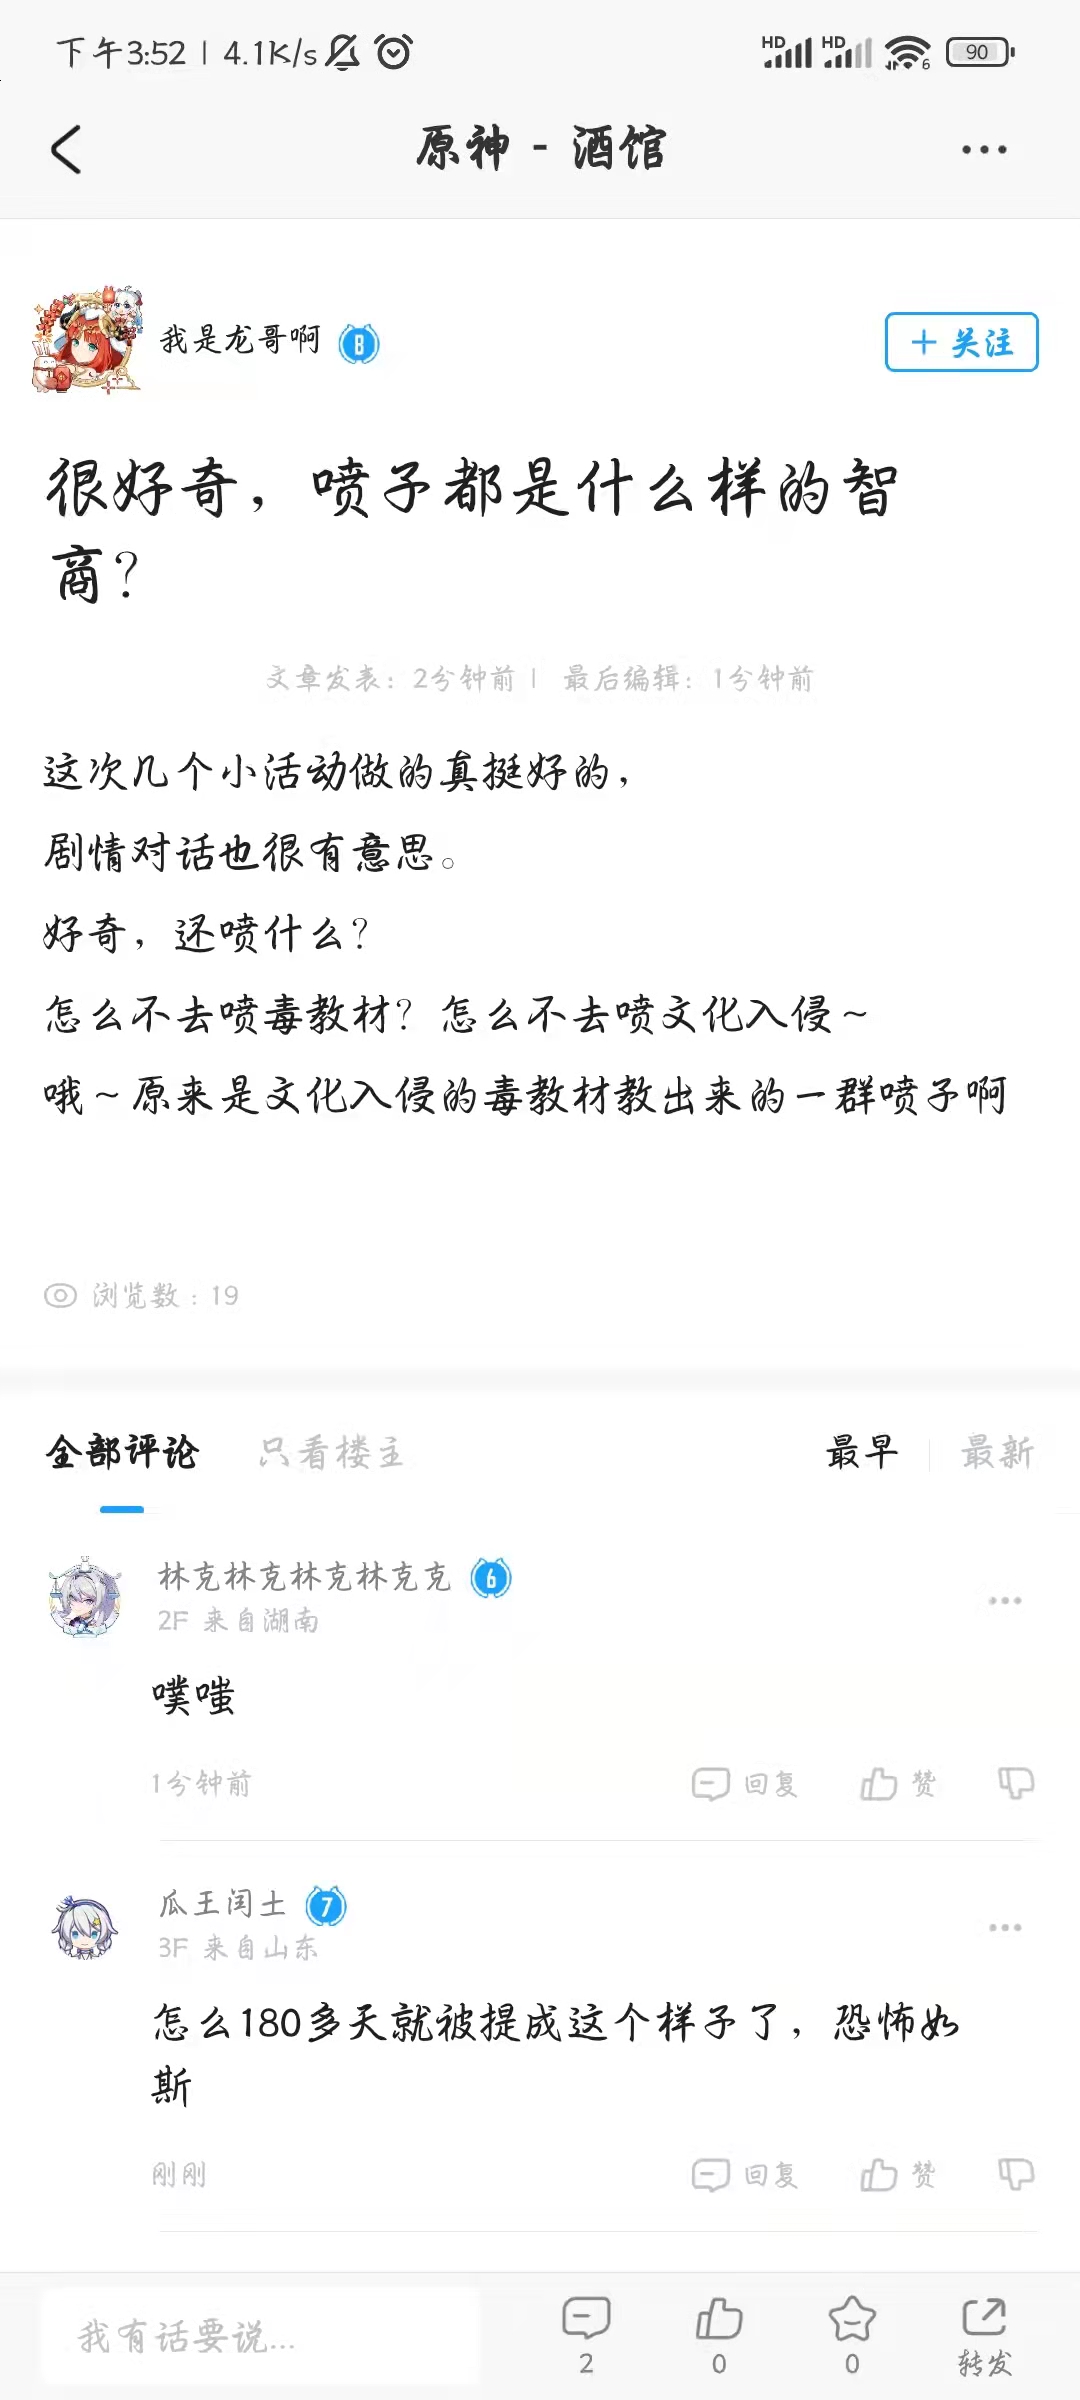 下午3:52 | 4.1K/s
HD HD 6 90
原神 - 酒馆
我是龙哥啊 8
+ 关注
很好奇，喷子都是什么样的智
商？
文章发表：2分钟前 | 最后编辑：1分钟前
这次几个小活动做的真挺好的，
剧情对话也很有意思。
好奇，还喷什么？
怎么不去喷毒教材？怎么不去喷文化入侵～
哦～原来是文化入侵的毒教材教出来的一群喷子啊
浏览数：19
全部评论 只看楼主 最早 最新
林克林克林克林克克 6
2F 来自湖南
噗嗤
1分钟前 回复 赞
瓜王闰土 7
3F 来自山东
怎么180多天就被提成这个样子了，恐怖如
斯
刚刚 回复 赞
我有话要说...
2 0 0 转发